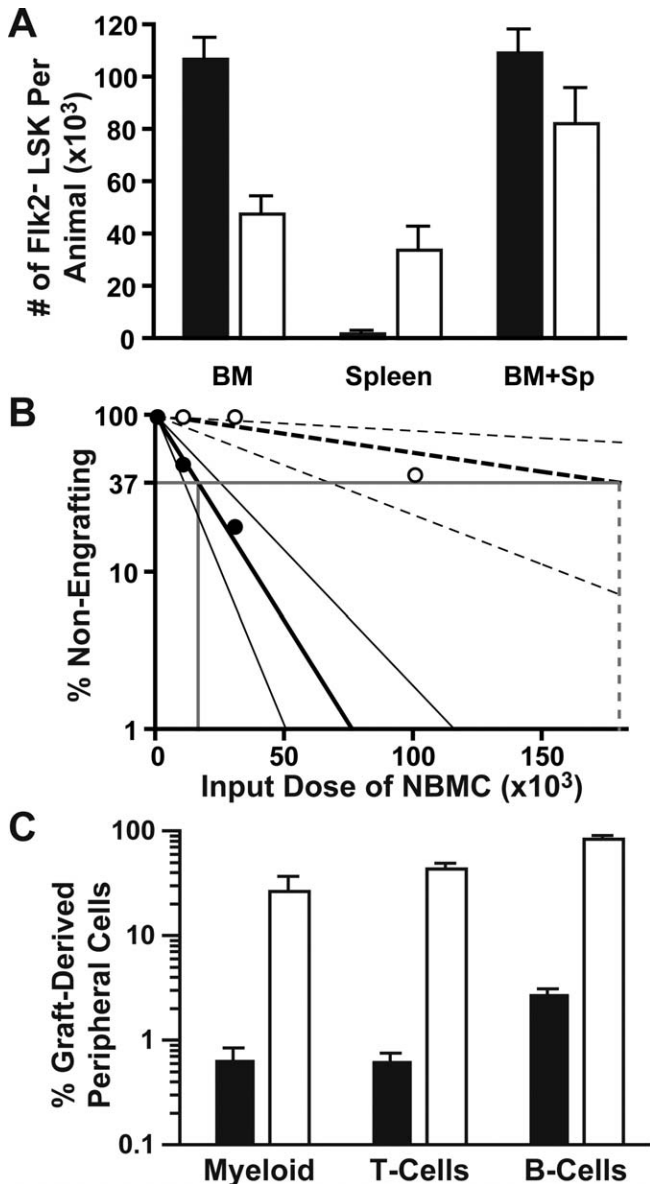 A
# of Flk2⁻ LSK Per
Animal (x10³)
120
100
80
60
40
20
0
BM Spleen BM+Sp
B
% Non-Engrafting
100
37
10
1
0 50 100 150
Input Dose of NBMC (x10³)
C
% Graft-Derived
Peripheral Cells
100
10
1
0.1
Myeloid T-Cells B-Cells